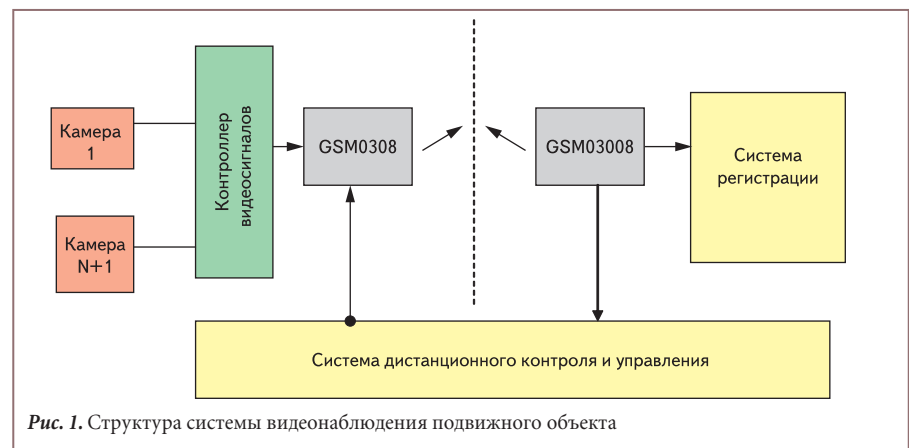 Камера
1
Камера
N+1
Контроллер
видеосигналов
GSM0308
GSM03008
Система
регистрации
Система дистанционного контроля и управления
Рис. 1. Структура системы видеонаблюдения подвижного объекта